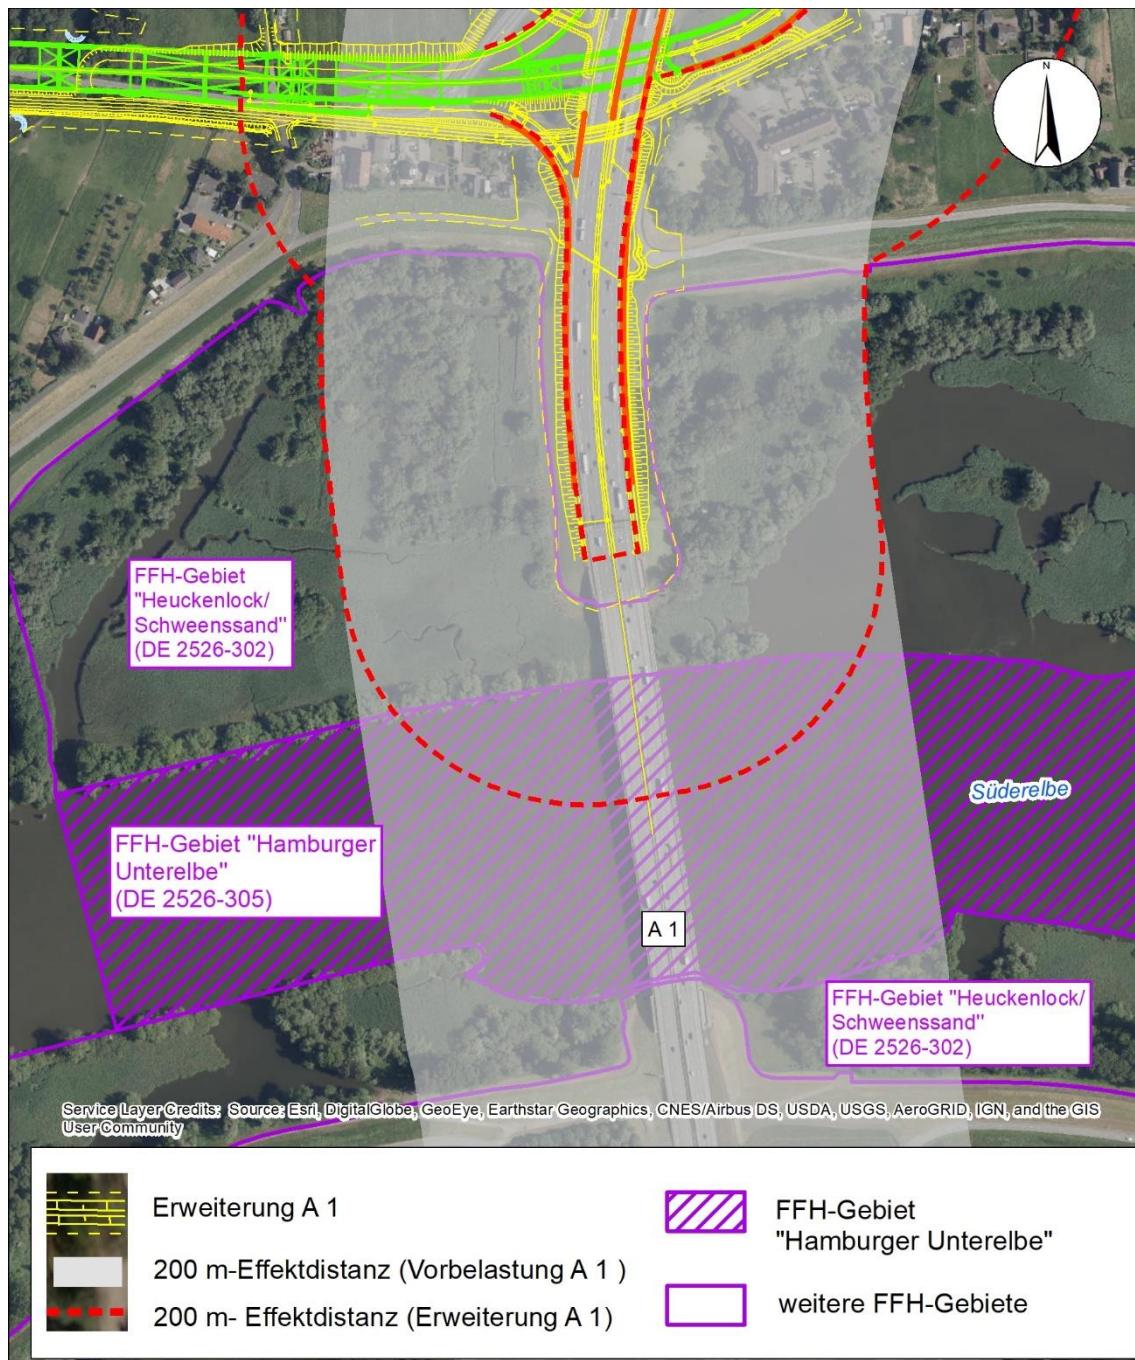 N
FFH-Gebiet
"Heuckenlock/
Schweenssand"
(DE 2526-302)
Süderelbe
FFH-Gebiet "Hamburger
Unterelbe"
(DE 2526-305)
A 1
FFH-Gebiet "Heuckenlock/
Schweenssand"
(DE 2526-302)
Service Layer Credits: Source: Esri, DigitalGlobe, GeoEye, Earthstar Geographics, CNES/Airbus DS, USDA, USGS, AeroGRID, IGN, and the GIS
User Community
Erweiterung A 1
200 m-Effektdistanz (Vorbelastung A 1 )
200 m- Effektdistanz (Erweiterung A 1)
FFH-Gebiet
"Hamburger Unterelbe"
weitere FFH-Gebiete